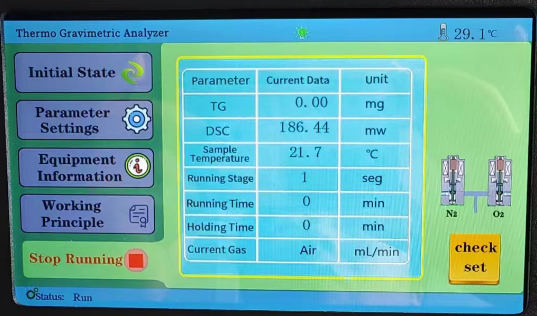 Thermo Gravimetric Analyzer
29.1℃
Initial State
Parameter
Settings
Equipment
Information
Working
Principle
Stop Running
Parameter Current Data Unit
TG 0.00 mg
DSC 186.44 mw
Sample
Temperature 21.7 ℃
Running Stage 1 seg
Running Time 0 min
Holding Time 0 min
Current Gas Air mL/min
N2 O2
check
set
Status: Run